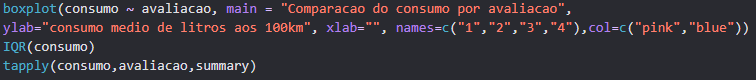 boxplot(consumo ~ avaliacao, main = "Comparacao do consumo por avaliacao",
ylab="consumo medio de litros aos 100km", xlab="", names=c("1","2","3","4"),col=c("pink","blue"))
IQR(consumo)
tapply(consumo,avaliacao,summary)